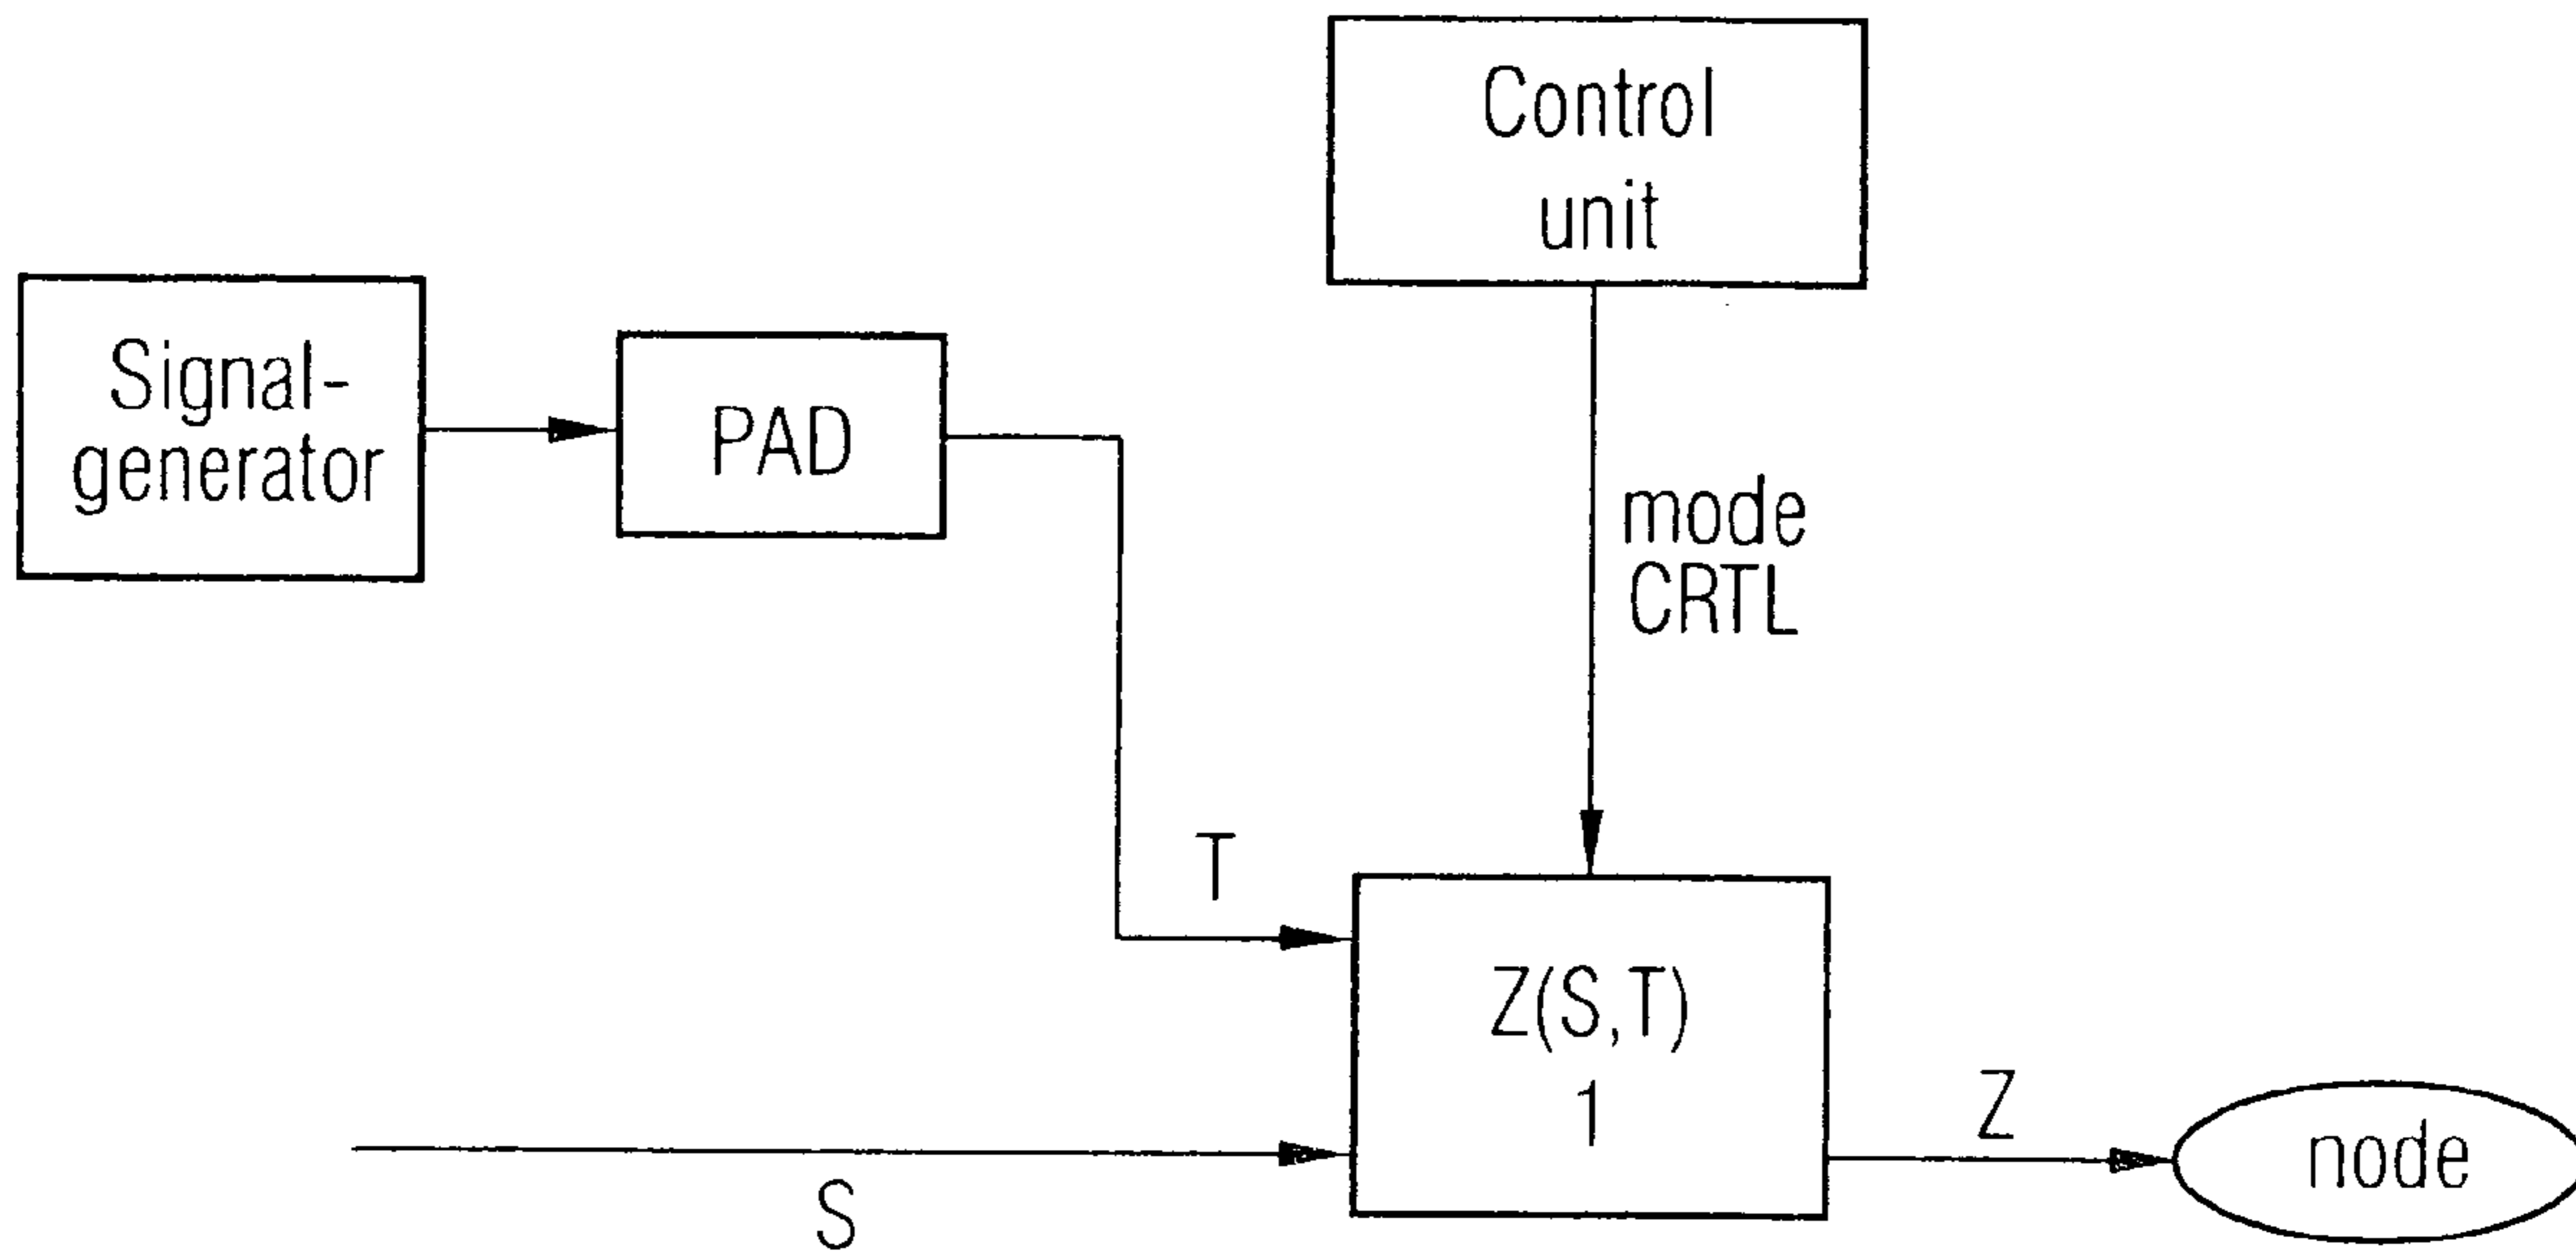 Control
unit
Signal-
generator
PAD
mode
CRTL
T
Z(S,T)
1
S
Z
node